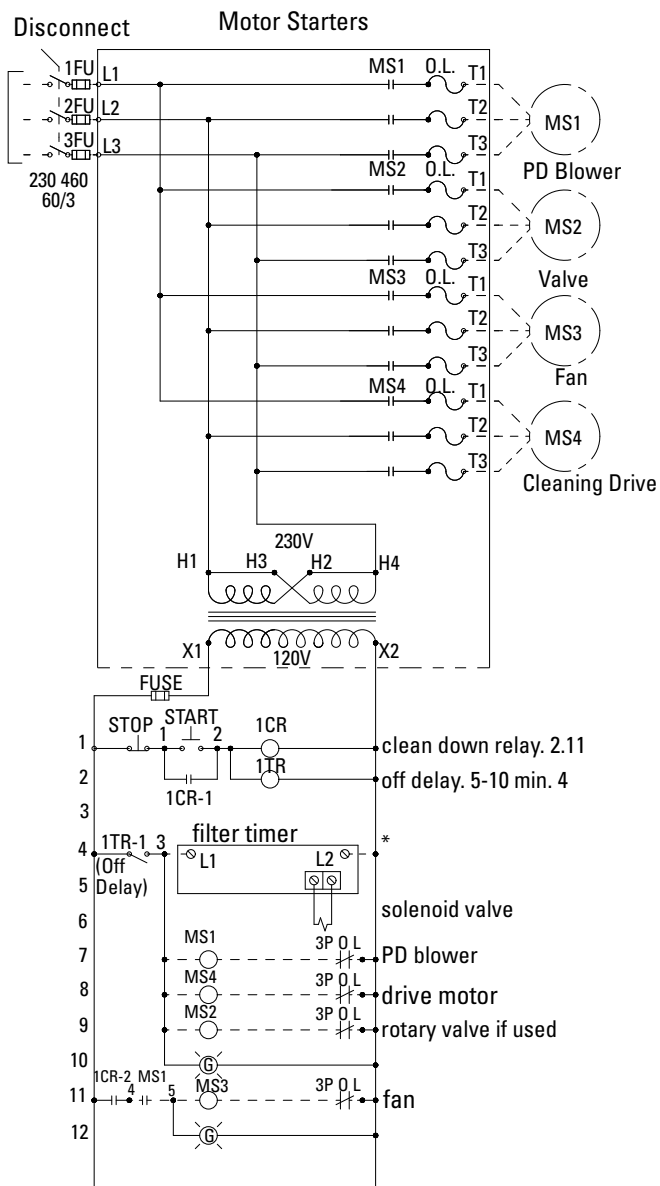 Disconnect
Motor Starters
1FU L1 MS1 O.L. T1
2FU L2 T2
MS1
3FU L3 T3
230 460
60/3
PD Blower
MS2 O.L. T1
T2
MS2
T3
Valve
MS3 O.L. T1
T2
MS3
T3
Fan
MS4 O.L. T1
T2
MS4
T3
Cleaning Drive
230V
H1 H3 H2 H4
X1 120V X2
FUSE
STOP START 1CR
1 1 2 clean down relay. 2.11
1TR
2 off delay. 5-10 min. 4
1CR-1
3
filter timer
4 1TR-1 3 L1 L2 *
(Off
Delay)
5
6 solenoid valve
MS1 3P O L
7 PD blower
MS4 3P O L
8 drive motor
MS2 3P O L
9 rotary valve if used
10 G
1CR-2 MS1 MS3 3P O L
11 4 5 fan
12 G